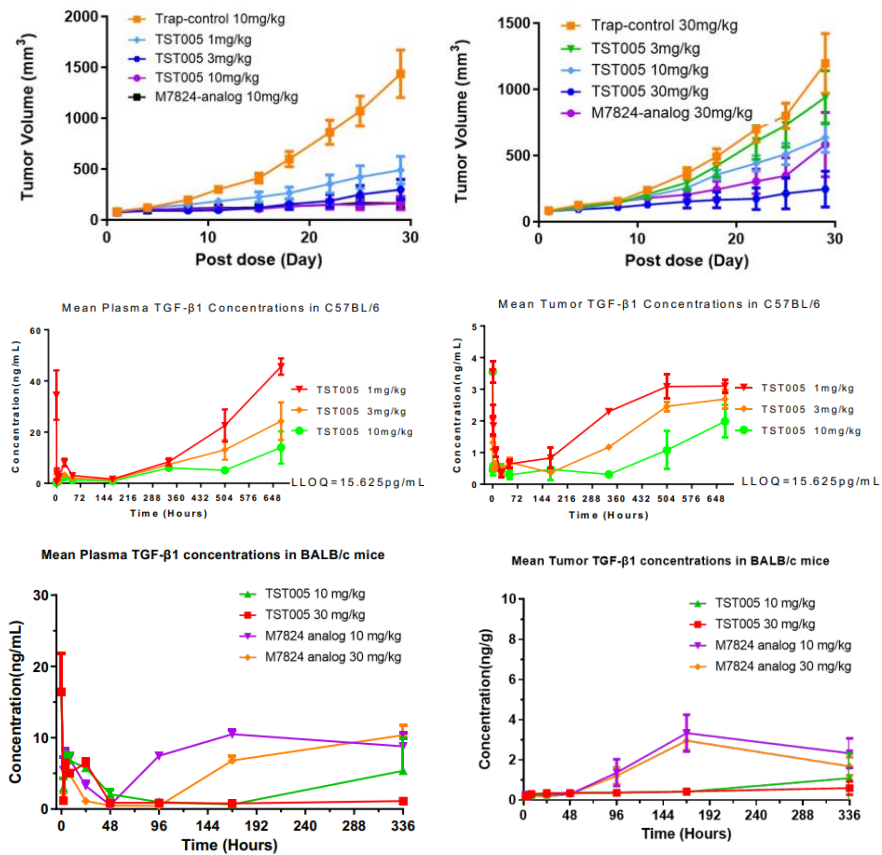 Trap-control 10mg/kg
TST005 1mg/kg
TST005 3mg/kg
TST005 10mg/kg
M7824-analog 10mg/kg
Tumor Volume (mm³)
2000
1500
1000
500
0
0 10 20 30
Post dose (Day)
Trap-control 30mg/kg
TST005 3mg/kg
TST005 10mg/kg
TST005 30mg/kg
M7824-analog 30mg/kg
Tumor Volume (mm³)
1500
1000
500
0
0 10 20 30
Post dose (Day)
Mean Plasma TGF-β1 Concentrations in C57BL/6
Concentration(ng/mL)
60
40
20
0
0 72 144 216 288 360 432 504 576 648
Time (Hours)
TST005 1mg/kg
TST005 3mg/kg
TST005 10mg/kg
LLOQ=15.625pg/mL
Mean Tumor TGF-β1 Concentrations in C57BL/6
Concentration(ng/mL)
5
4
3
2
1
0
0 72 144 216 288 360 432 504 576 648
Time (Hours)
TST005 1mg/kg
TST005 3mg/kg
TST005 10mg/kg
LLOQ=15.625pg/mL
Mean Plasma TGF-β1 concentrations in BALB/c mice
Concentration(ng/mL)
30
20
10
0
0 48 96 144 192 240 288 336
Time (Hours)
TST005 10 mg/kg
TST005 30 mg/kg
M7824 analog 10 mg/kg
M7824 analog 30 mg/kg
Mean Tumor TGF-β1 concentrations in BALB/c mice
Concentration(ng/g)
10
8
6
4
2
0
0 48 96 144 192 240 288 336
Time (Hours)
TST005 10 mg/kg
TST005 30 mg/kg
M7824 analog 10 mg/kg
M7824 analog 30 mg/kg